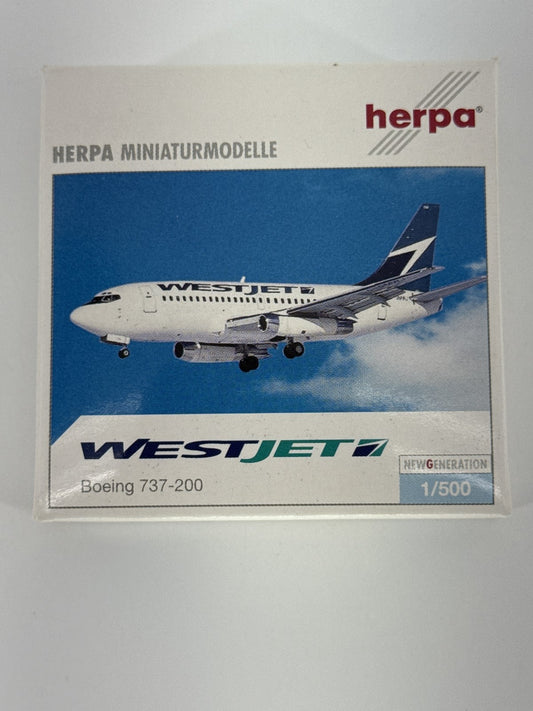 herpa®
HERPA MINIATURMODELLE
WESTJET
WESTJET
Boeing 737-200
NEWGENERATION
1/500